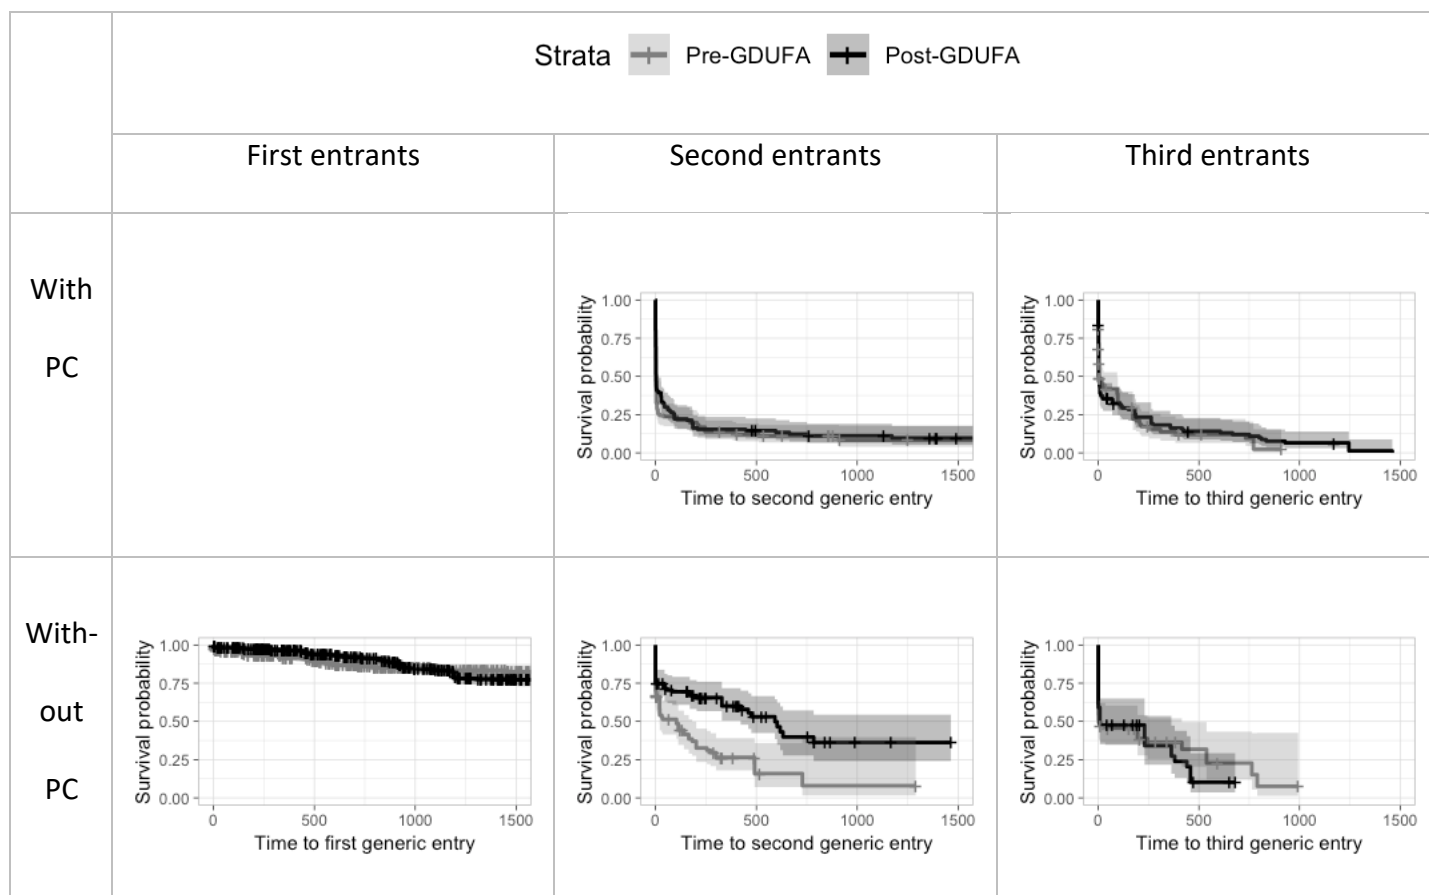 Strata Pre-GDUFA Post-GDUFA
First entrants Second entrants Third entrants
With
PC
Survival probability
1.00
0.75
0.50
0.25
0.00
0 500 1000 1500
Time to second generic entry
Survival probability
1.00
0.75
0.50
0.25
0.00
0 500 1000 1500
Time to third generic entry
With-
out
PC
Survival probability
1.00
0.75
0.50
0.25
0.00
0 500 1000 1500
Time to first generic entry
Survival probability
1.00
0.75
0.50
0.25
0.00
0 500 1000 1500
Time to second generic entry
Survival probability
1.00
0.75
0.50
0.25
0.00
0 500 1000 1500
Time to third generic entry